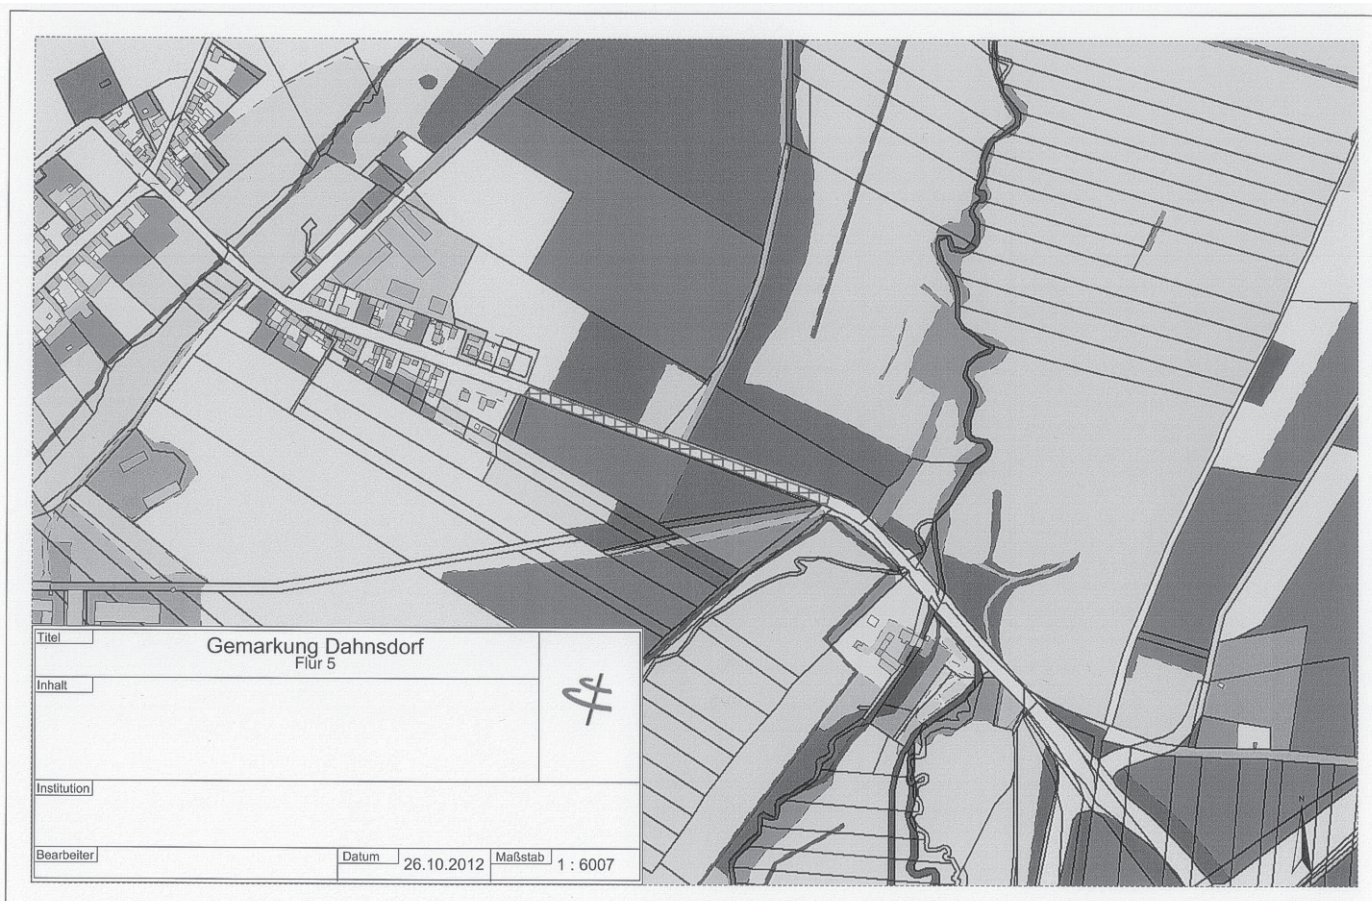 Titel
Gemarkung Dahnsdorf
Flur 5
Inhalt
Institution
Bearbeiter
Datum
26.10.2012
Maßstab
1 : 6007
N